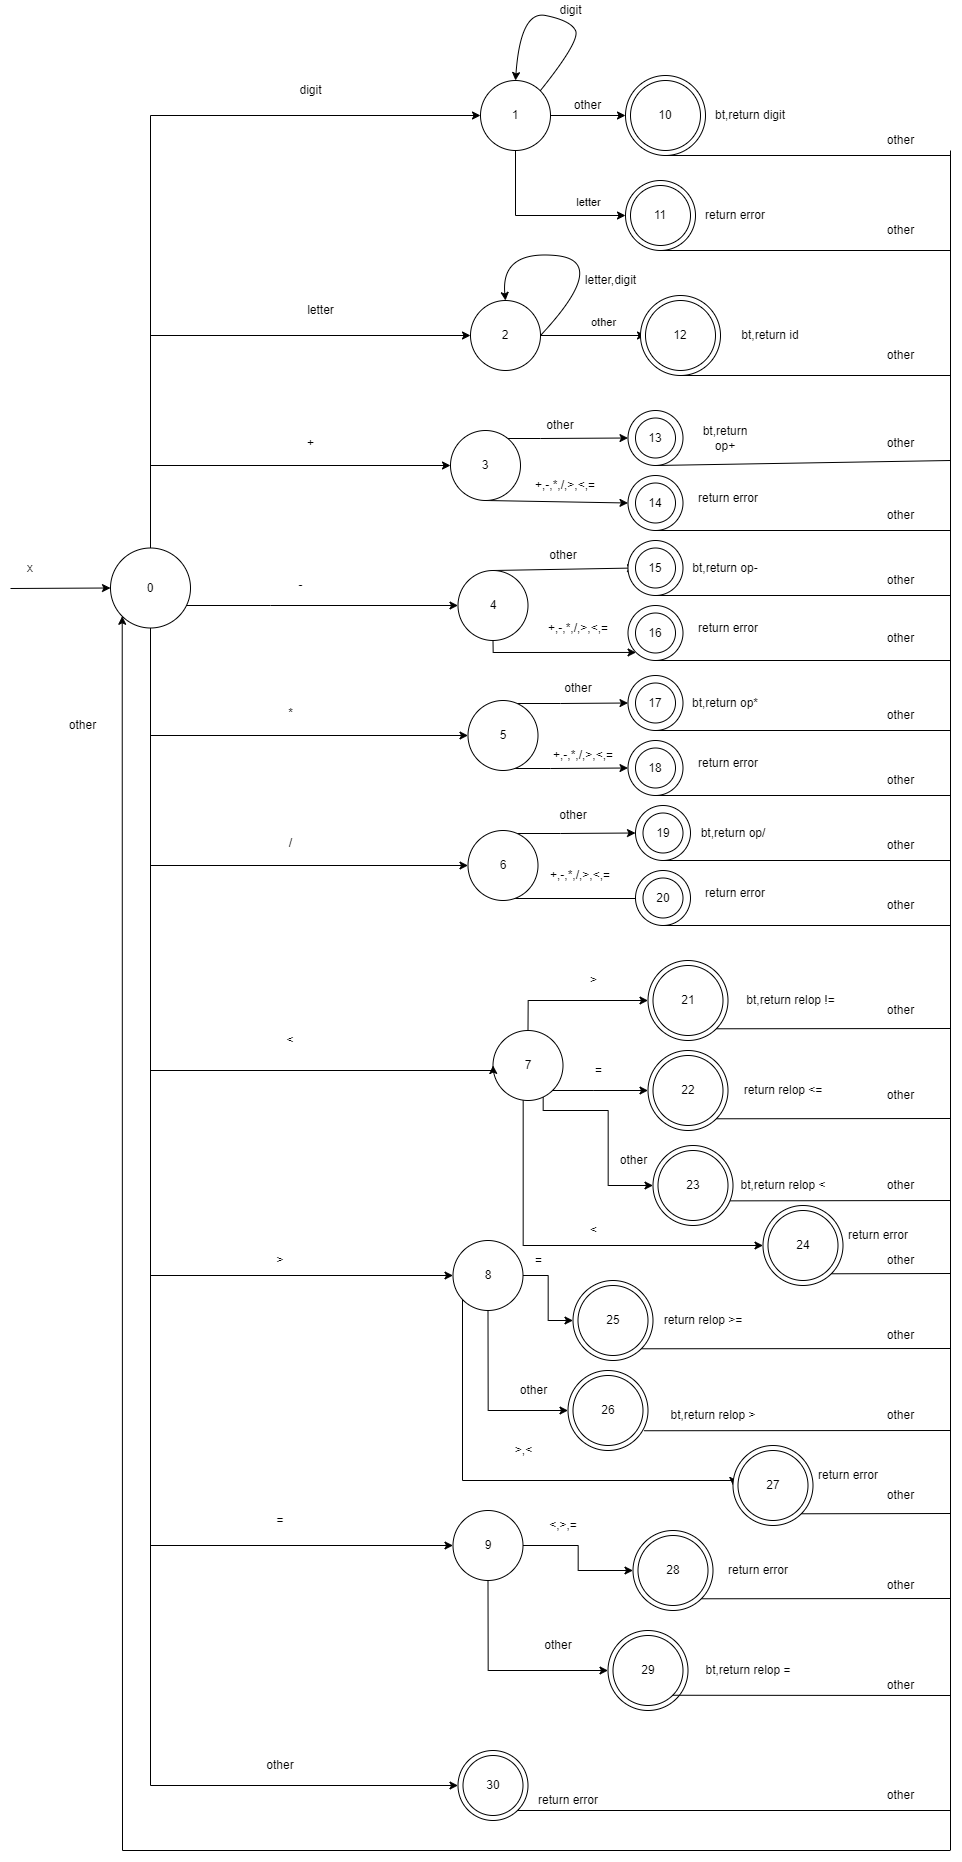 digit
digit
1
other
10
bt,return digit
other
letter
11
return error
other
letter
letter,digit
2
other
12
bt,return id
other
+
3
other
13
bt,return
op+
other
+,-,*,/,>,<,=
14
return error
other
x
0
-
4
other
15
bt,return op-
other
+,-,*,/,>,<,=
16
return error
other
other
*
5
other
17
bt,return op*
other
+,-,*,/,>,<,=
18
return error
other
/
6
other
19
bt,return op/
other
+,-,*,/,>,<,=
20
return error
other
<
7
>
21
bt,return relop !=
other
=
22
return relop <=
other
other
23
bt,return relop <
other
<
24
return error
other
>
8
=
25
return relop >=
other
other
26
bt,return relop >
other
>,<
27
return error
other
=
9
<,>,=
28
return error
other
other
29
bt,return relop =
other
other
30
return error
other